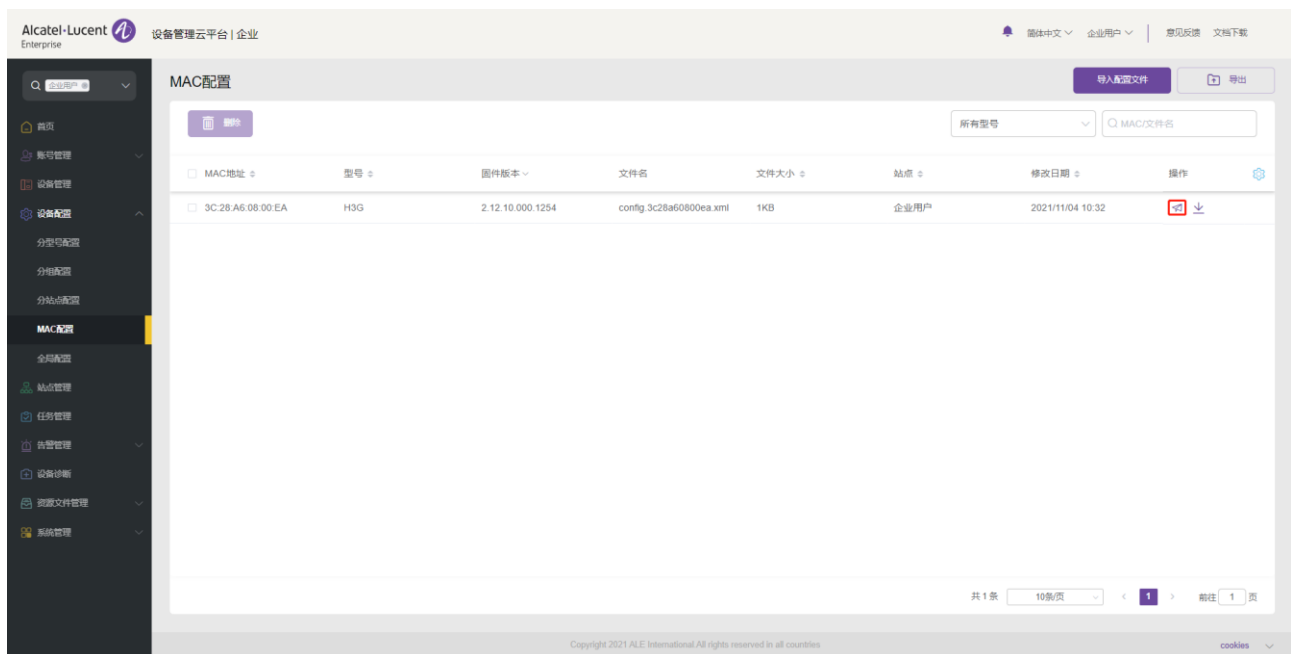 Alcatel·Lucent
Enterprise
设备管理云平台 | 企业
简体中文
企业用户
意见反馈
文档下载
企业用户
首页
账号管理
设备管理
设备配置
分型号配置
分组配置
分站点配置
MAC配置
全局配置
站点管理
任务管理
告警管理
设备诊断
资源文件管理
系统管理
MAC配置
导入配置文件
导出
删除
所有型号
MAC/文件名
MAC地址 型号 固件版本 文件名 文件大小 站点 修改日期 操作
3C:28:A6:08:00:EA H3G 2.12.10.000.1254 config.3c28a60800ea.xml 1KB 企业用户 2021/11/04 10:32
共 1 条 10条/页 < 1 > 前往 1 页
Copyright 2021 ALE International.All rights reserved in all countries
cookies